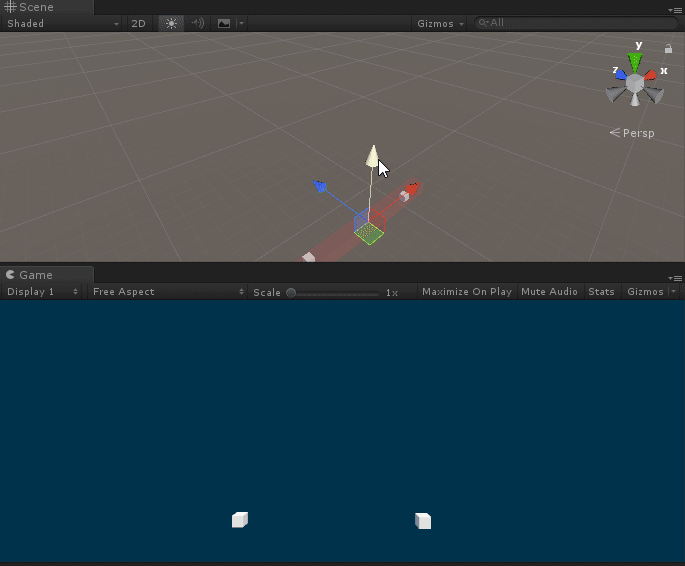 Scene
Shaded 2D Gizmos All
y
z x
Persp
Game
Display 1 Free Aspect Scale 1x Maximize On Play Mute Audio Stats Gizmos